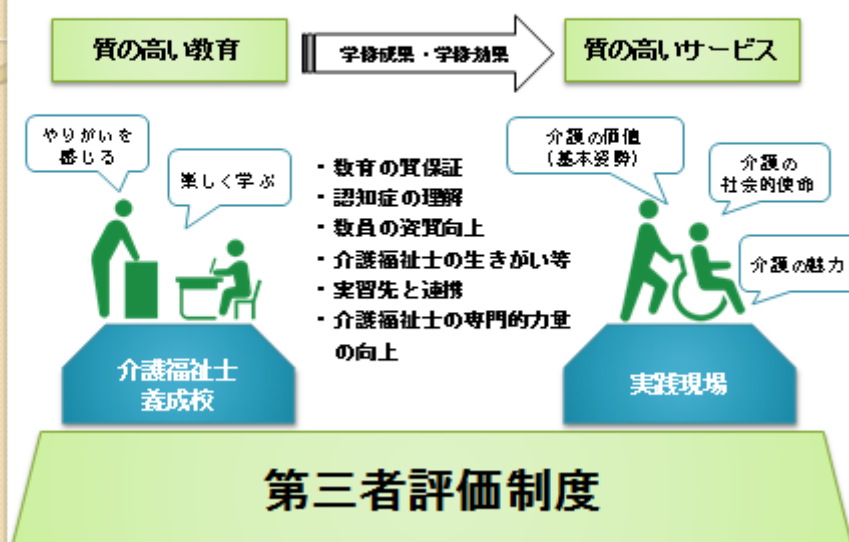 質の高い教育
学修成果・学修効果
質の高いサービス
やりがいを
感じる
楽しく学ぶ
・教育の質保証
・認知症の理解
・教員の資質向上
・介護福祉士の生きがい等
・実習先と連携
・介護福祉士の専門的力量
の向上
介護の価値
(基本姿勢)
介護の
社会的使命
介護の魅力
介護福祉士
養成校
実践現場
第三者評価制度